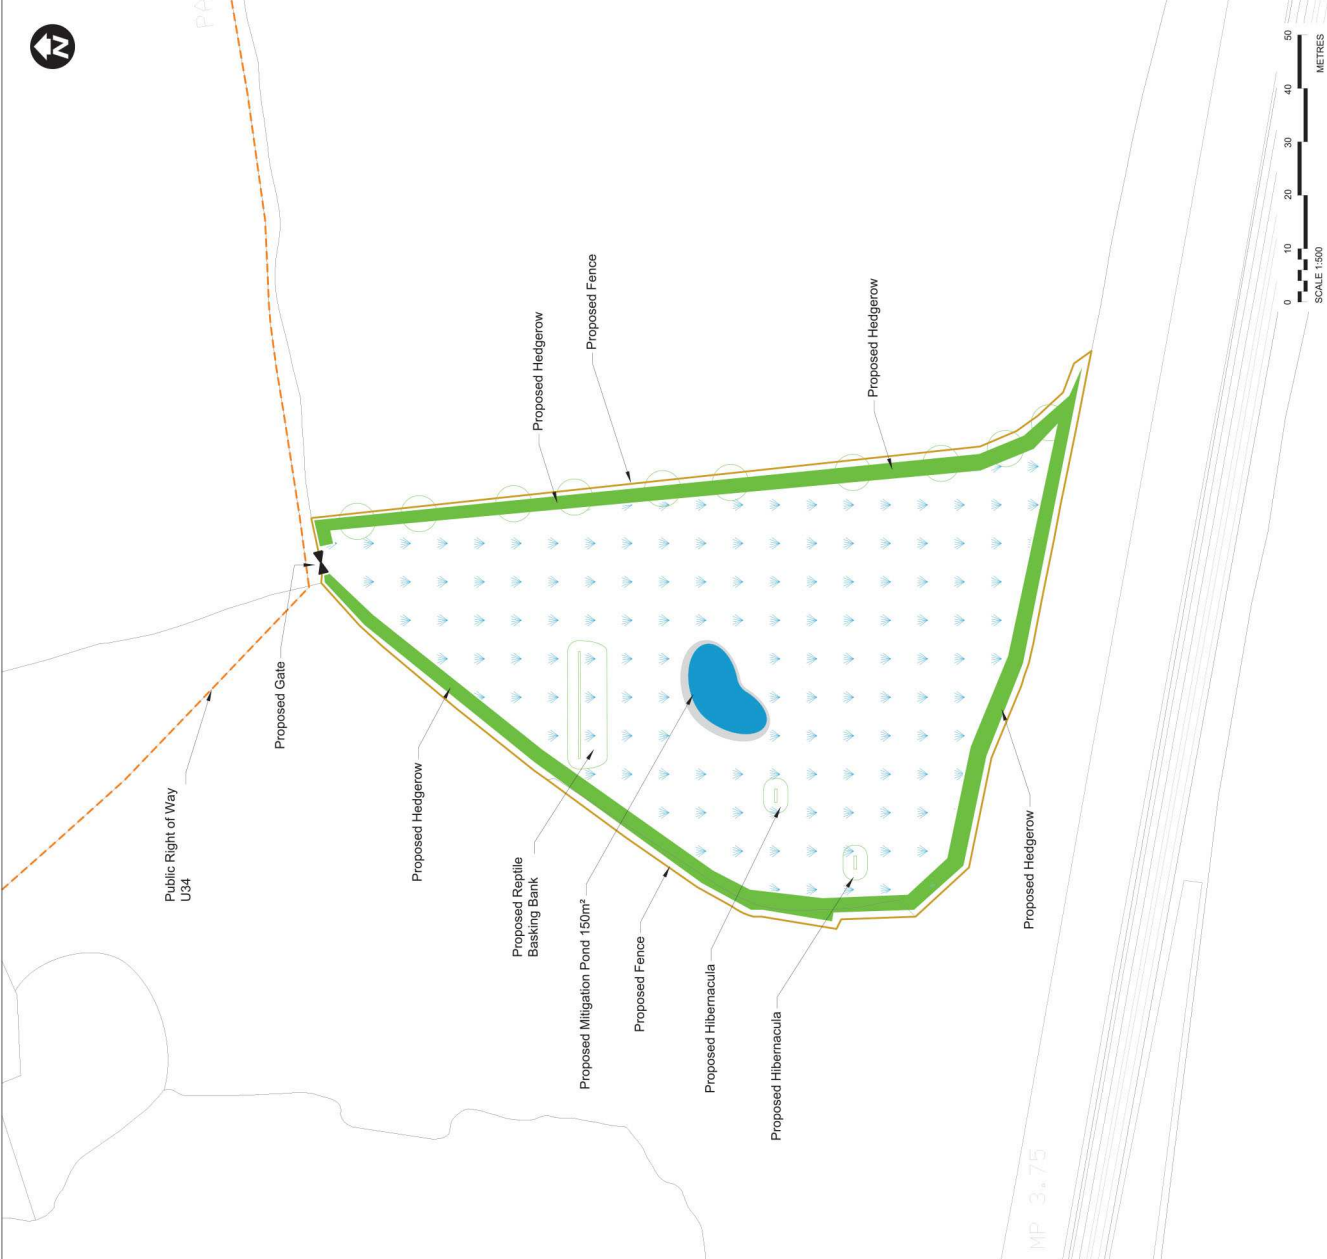 N
PA
Public Right of Way
U34
Proposed Gate
Proposed Hedgerow
Proposed Reptile
Basking Bank
Proposed Mitigation Pond 150m²
Proposed Fence
Proposed Hibernacula
Proposed Hibernacula
Proposed Hedgerow
Proposed Fence
Proposed Hedgerow
Proposed Hedgerow
MP 3.75
0 10 20 30 40 50
SCALE 1:500
METRES